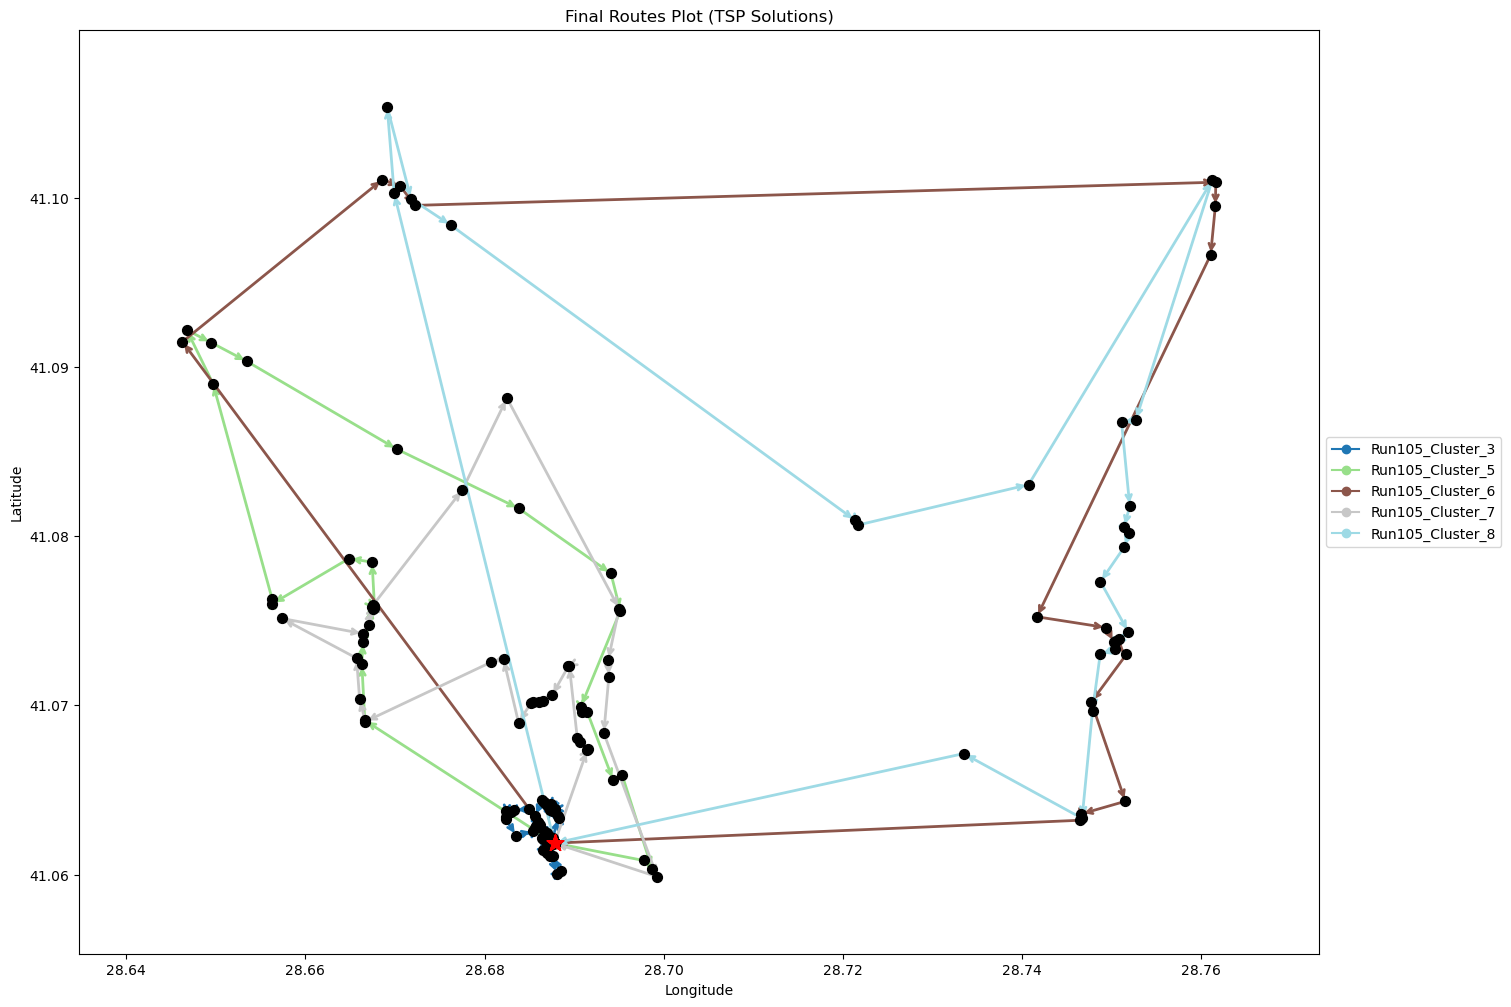 Final Routes Plot (TSP Solutions)
Latitude
41.10
41.09
41.08
41.07
41.06
28.64
28.66
28.68
28.70
28.72
28.74
28.76
Longitude
Run105_Cluster_3
Run105_Cluster_5
Run105_Cluster_6
Run105_Cluster_7
Run105_Cluster_8